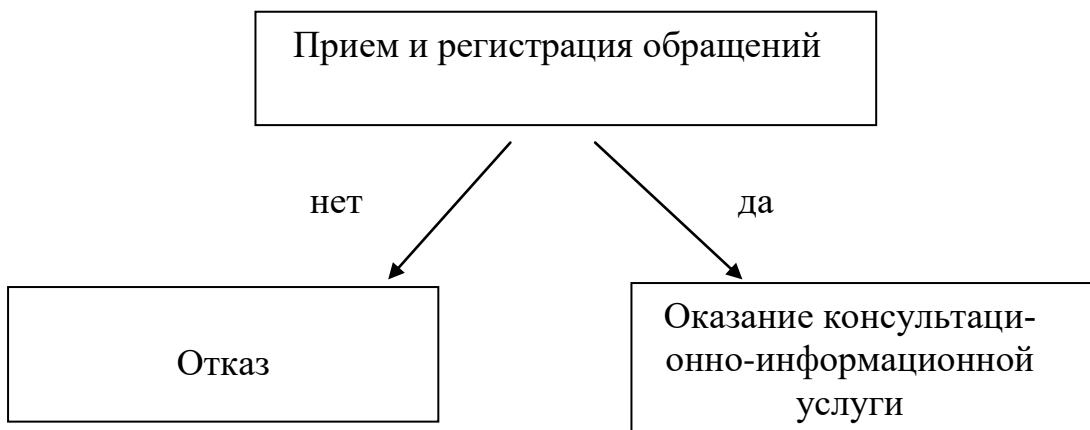 Прием и регистрация обращений
нет
да
Отказ
Оказание консультаци-
онно-информационной
услуги